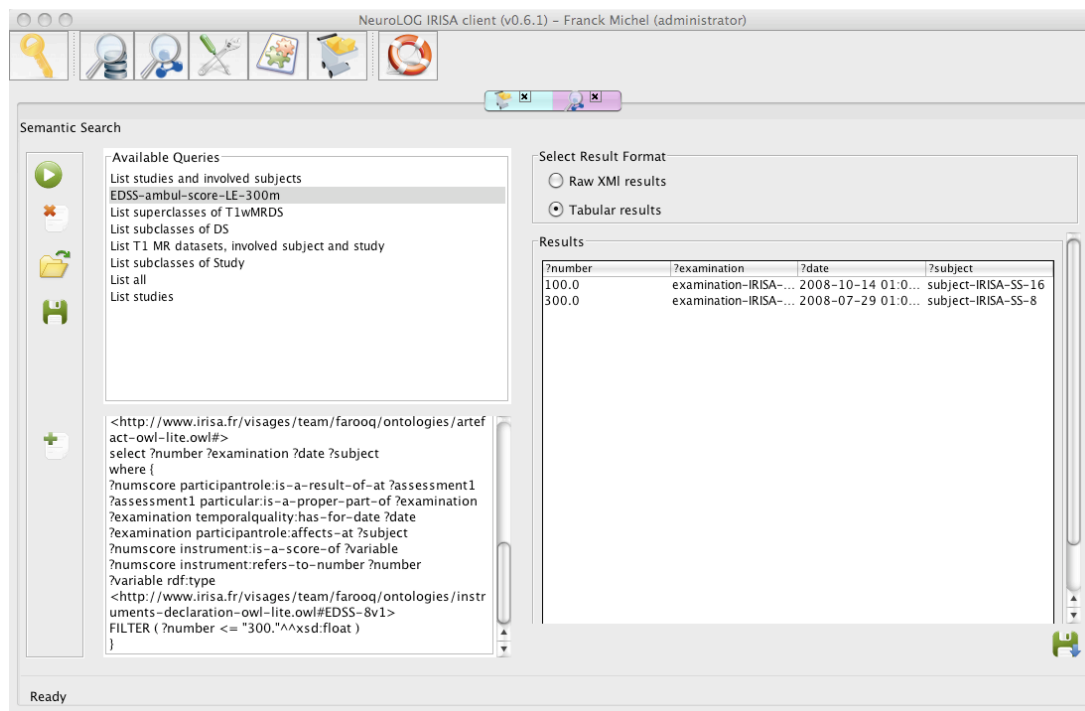 NeuroLOG IRISA client (v0.6.1) – Franck Michel (administrator)
Semantic Search
Available Queries
List studies and involved subjects
EDSS-ambul-score-LE-300m
List superclasses of T1wMRDS
List subclasses of DS
List T1 MR datasets, involved subject and study
List subclasses of Study
List all
List studies
<http://www.irisa.fr/visages/team/farooq/ontologies/artef
act-owl-lite.owl#>
select ?number ?examination ?date ?subject
where {
?numscore participantrole:is-a-result-of-at ?assessment1
?assessment1 particular:is-a-proper-part-of ?examination
?examination temporalquality:has-for-date ?date
?examination participantrole:affects-at ?subject
?numscore instrument:is-a-score-of ?variable
?numscore instrument:refers-to-number ?number
?variable rdf:type
<http://www.irisa.fr/visages/team/farooq/ontologies/instr
uments-declaration-owl-lite.owl#EDSS-8v1>
FILTER ( ?number <= "300."^^xsd:float )
}
Select Result Format
Raw XMl results
Tabular results
Results
?number ?examination ?date ?subject
100.0 examination-IRISA-... 2008-10-14 01:0... subject-IRISA-SS-16
300.0 examination-IRISA-... 2008-07-29 01:0... subject-IRISA-SS-8
Ready